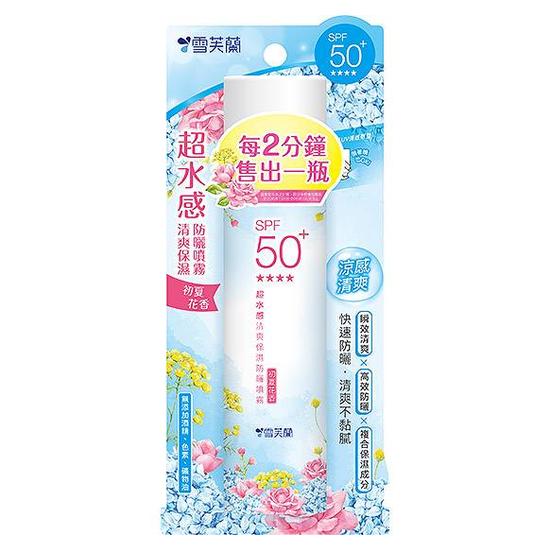 雪芙蘭
SPF
50+
★★★★
超水感
防曬噴霧
清爽保濕
初夏
花香
每2分鐘
售出一瓶
SPF
50+
★★★★
超水感清爽保濕防曬噴霧
初夏花香
雪芙蘭
涼感
清爽
瞬效清爽×高效防曬×複合保濕成分
快速防曬・清爽不黏膩
無添加酒精、色素、礦物油